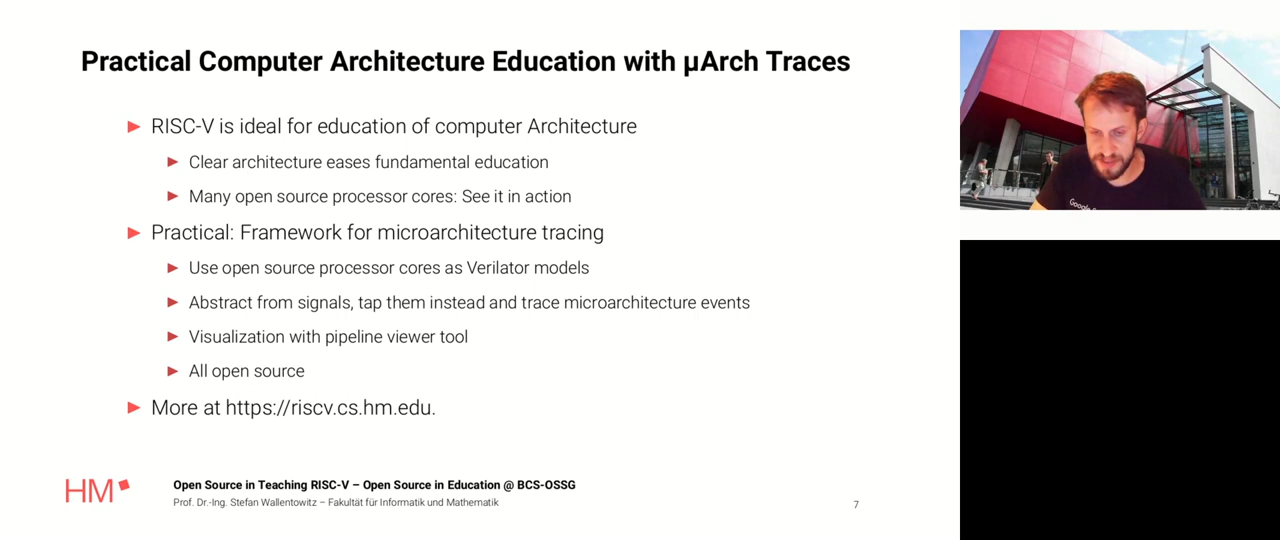 Practical Computer Architecture Education with µArch Traces
RISC-V is ideal for education of computer Architecture
Clear architecture eases fundamental education
Many open source processor cores: See it in action
Practical: Framework for microarchitecture tracing
Use open source processor cores as Verilator models
Abstract from signals, tap them instead and trace microarchitecture events
Visualization with pipeline viewer tool
All open source
More at https://riscv.cs.hm.edu.
HM
Open Source in Teaching RISC-V – Open Source in Education @ BCS-OSSG
Prof. Dr.-Ing. Stefan Wallentowitz – Fakultät für Informatik und Mathematik
7
Google